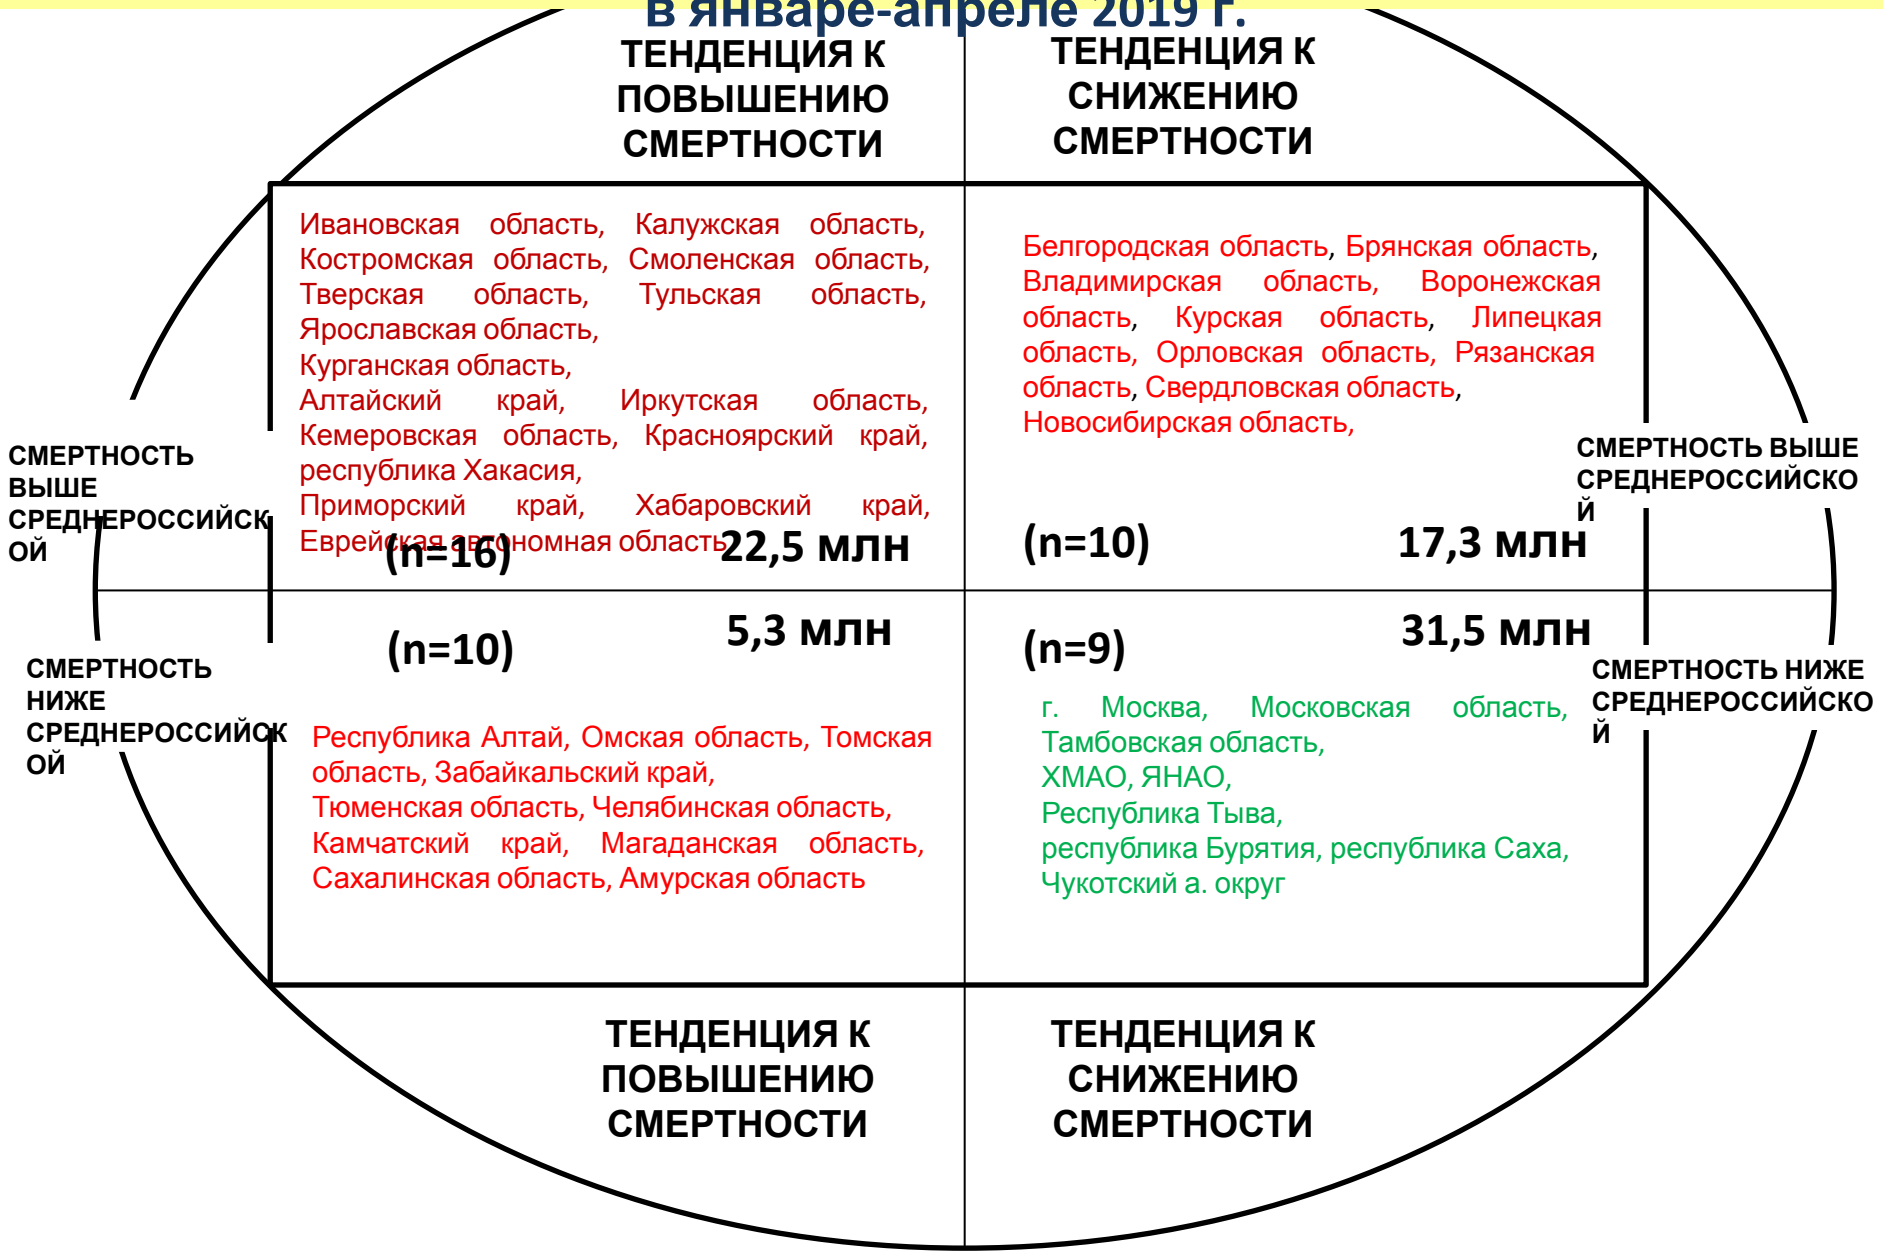 в январе-апреле 2019 г.
ТЕНДЕНЦИЯ К
ПОВЫШЕНИЮ
СМЕРТНОСТИ
ТЕНДЕНЦИЯ К
СНИЖЕНИЮ
СМЕРТНОСТИ
Ивановская область, Калужская область,
Костромская область, Смоленская область,
Тверская область, Тульская область,
Ярославская область,
Курганская область,
Алтайский край, Иркутская область,
Кемеровская область, Красноярский край,
республика Хакасия,
Приморский край, Хабаровский край,
Еврейская автономная область
(n=16)
22,5 млн
Белгородская область, Брянская область,
Владимирская область, Воронежская
область, Курская область, Липецкая
область, Орловская область, Рязанская
область, Свердловская область,
Новосибирская область,
(n=10)
17,3 млн
СМЕРТНОСТЬ
ВЫШЕ
СРЕДНЕРОССИЙСК
ОЙ
СМЕРТНОСТЬ ВЫШЕ
СРЕДНЕРОССИЙСКО
Й
(n=10)
5,3 млн
(n=9)
31,5 млн
СМЕРТНОСТЬ
НИЖЕ
СРЕДНЕРОССИЙСК
ОЙ
Республика Алтай, Омская область, Томская
область, Забайкальский край,
Тюменская область, Челябинская область,
Камчатский край, Магаданская область,
Сахалинская область, Амурская область
г. Москва, Московская область,
Тамбовская область,
ХМАО, ЯНАО,
Республика Тыва,
республика Бурятия, республика Саха,
Чукотский а. округ
СМЕРТНОСТЬ НИЖЕ
СРЕДНЕРОССИЙСКО
Й
ТЕНДЕНЦИЯ К
ПОВЫШЕНИЮ
СМЕРТНОСТИ
ТЕНДЕНЦИЯ К
СНИЖЕНИЮ
СМЕРТНОСТИ